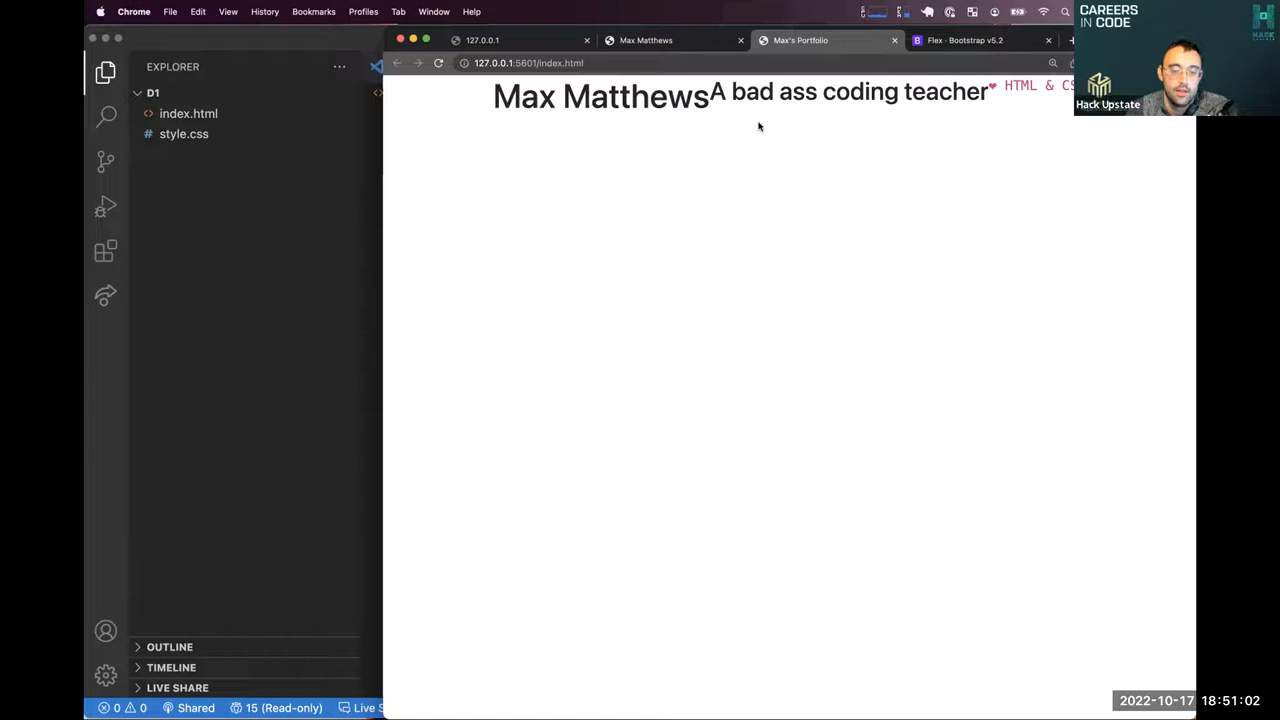 Chrome File Edit View History Bookmarks Profiles Tab Window Help
CAREERS
IN CODE
HACK
Hack Upstate
EXPLORER
D1
index.html
style.css
127.0.0.1
Max Matthews
Max's Portfolio
Flex · Bootstrap v5.2
127.0.0.1:5601/index.html
Max Matthews A bad ass coding teacher ❤ HTML & CS
OUTLINE
TIMELINE
LIVE SHARE
0 0 Shared 15 (Read-only) Live S
2022-10-17 18:51:02